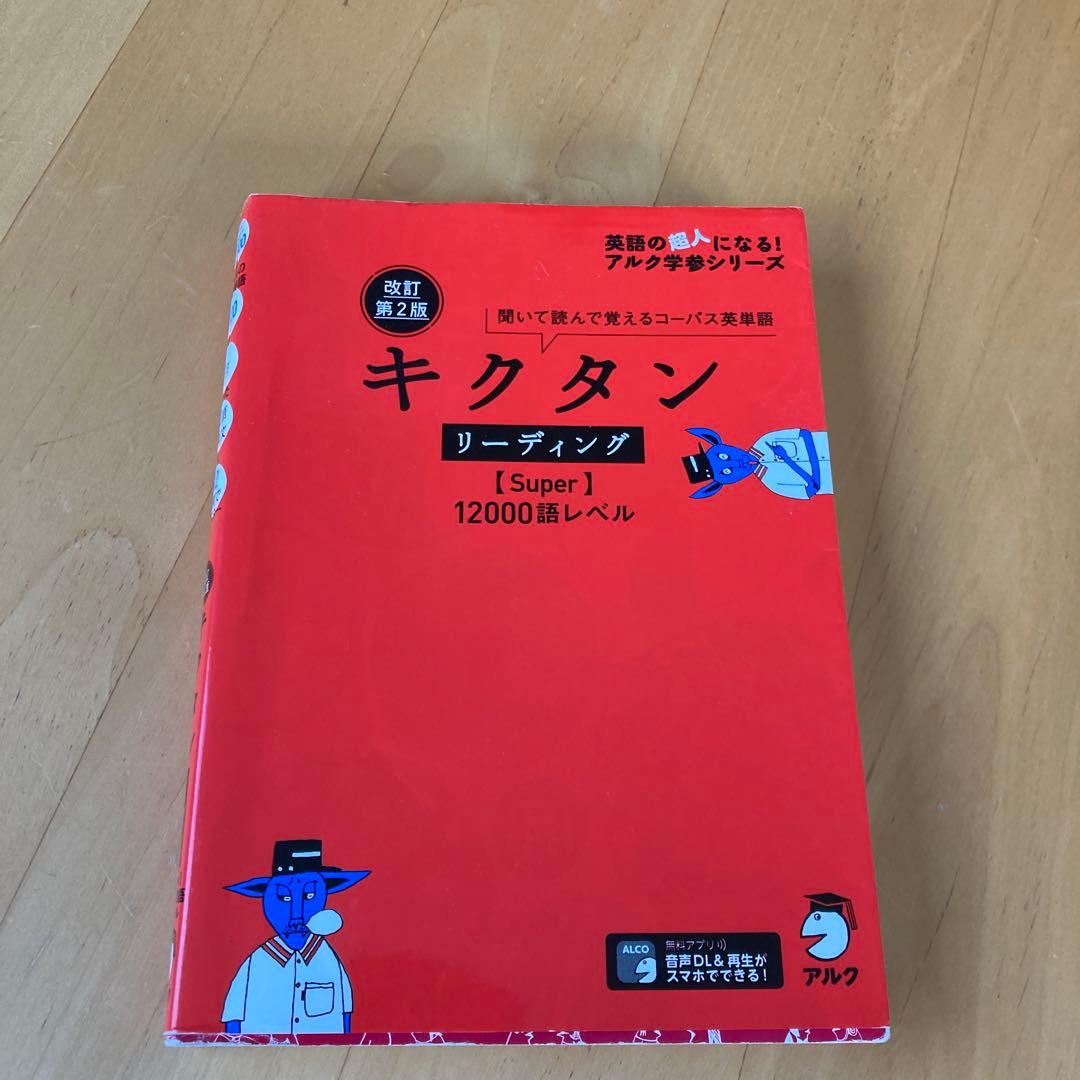 英語の超人になる!
アルク学参シリーズ
改訂
第2版
聞いて読んで覚えるコーパス英単語
キクタン
リーディング
【Super】
12000語レベル
ALCO
無料アプリ
音声DL&再生が
スマホでできる!
アルク